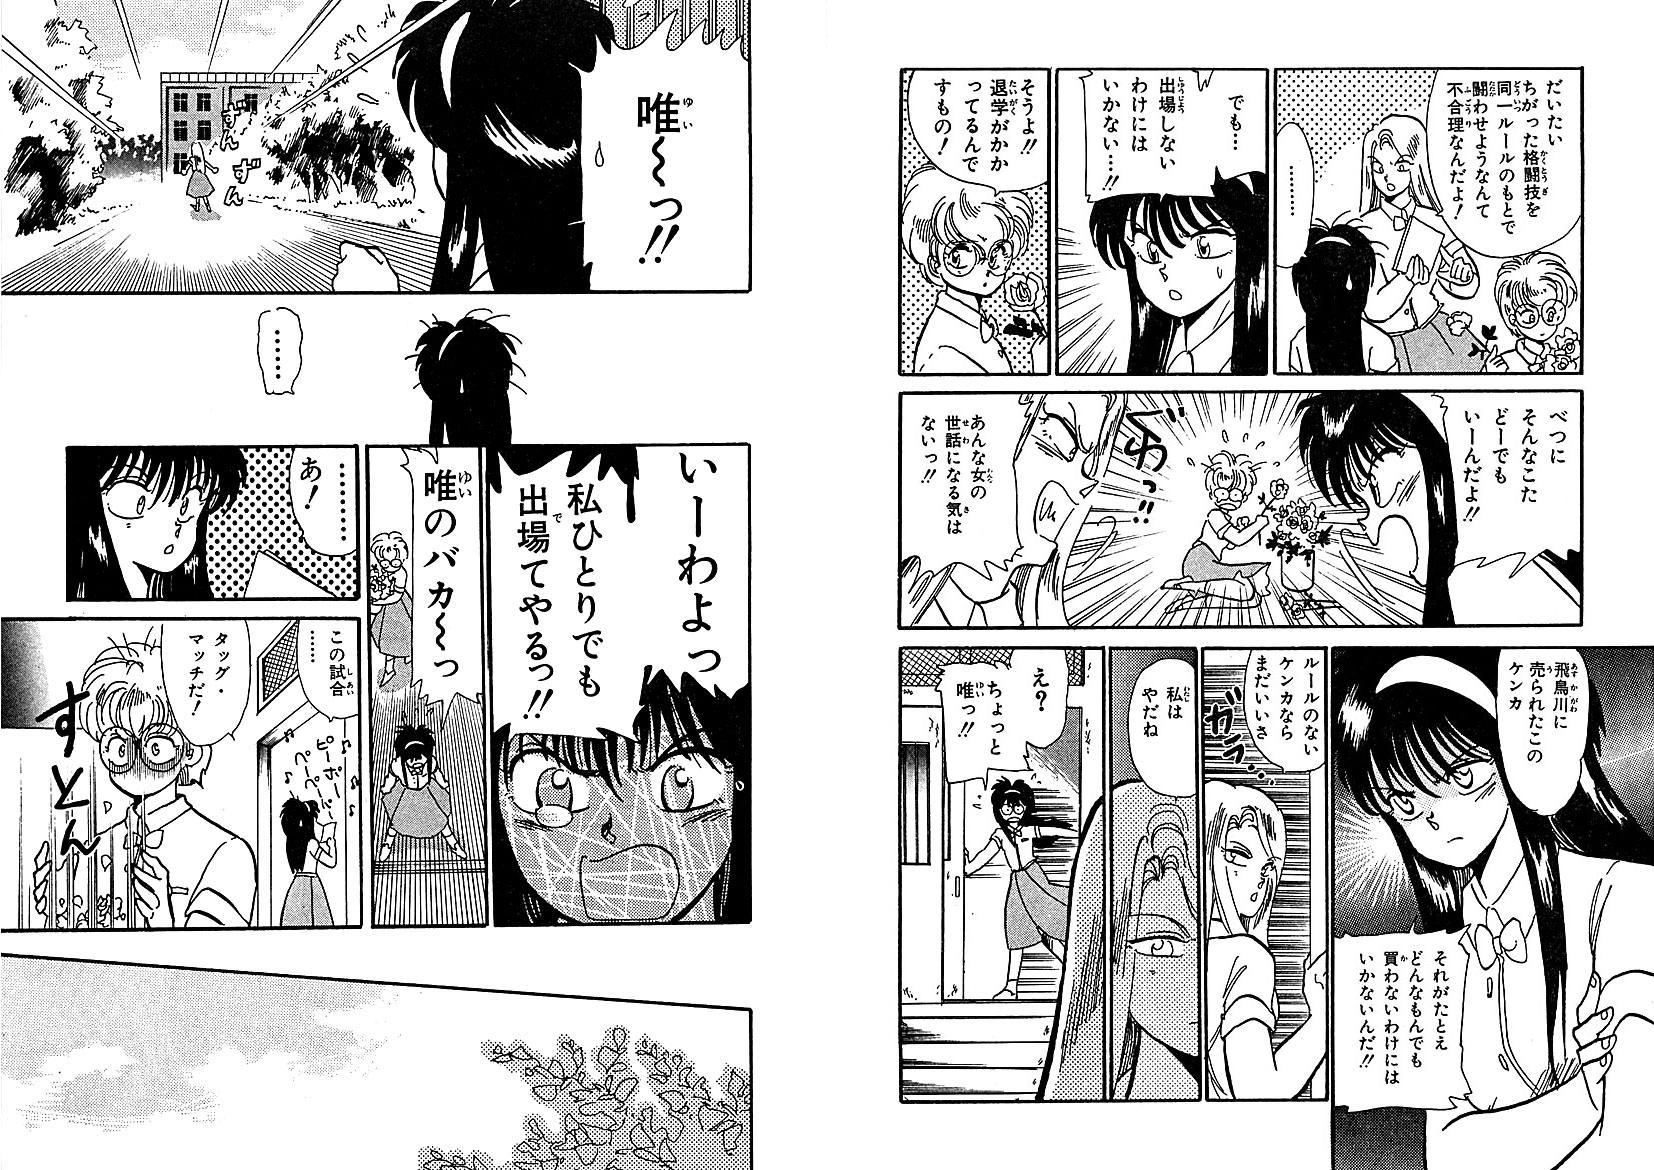 だいたい
ちがった格闘技を
同一ルールのもとで
闘わせようなんて
不合理なんだよ!
………
でも…
出場しない
わけには
いかない…!!
そうよ!!
退学がかか
ってるんで
すもの!
べつに
そんなこた
どーでも
いーんだよ!!
くわっ!!
あんな女の
世話になる気は
ないっ!!
飛鳥川に
売られたこの
ケンカ
それがたとえ
どんなもんでも
買わないわけには
いかないんだ!!
ルールのない
ケンカなら
まだいいさ
ガラ…
私は
やだね
え?
ちょっと
唯っ!!
唯〜っ!!
ずん
ずん
………
いーわよっ
私ひとりでも
出場てやるっ!!
唯のバカ〜っ
………
あ!
この試合
……
ピーポー
ペーペー
タッグ・
マッチだ!
すとん